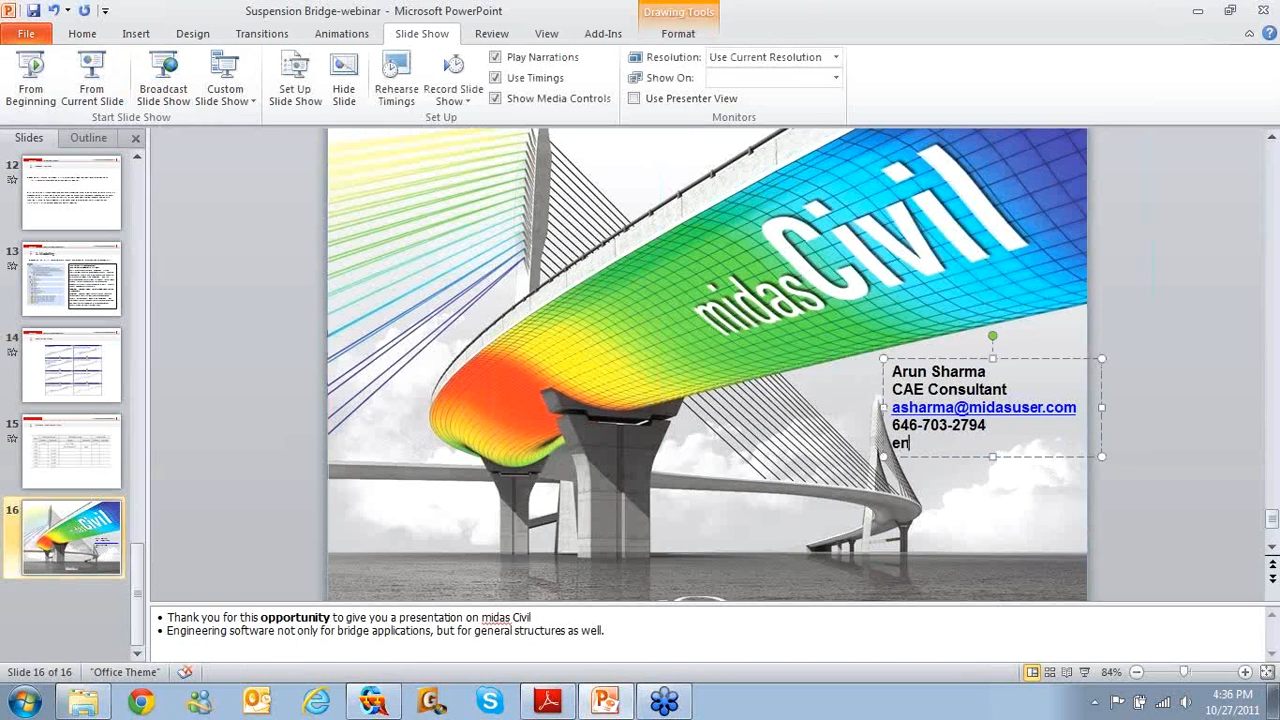 Suspension Bridge-webinar - Microsoft PowerPoint
Drawing Tools
File Home Insert Design Transitions Animations Slide Show Review View Add-Ins Format
From Beginning
From Current Slide
Broadcast Slide Show
Custom Slide Show
Set Up Slide Show
Hide Slide
Rehearse Timings
Record Slide Show
Play Narrations
Use Timings
Show Media Controls
Resolution: Use Current Resolution
Show On:
Use Presenter View
Start Slide Show Set Up Monitors
Slides Outline
12
13
14
15
16
midas Civil
Arun Sharma
CAE Consultant
asharma@midasuser.com
646-703-2794
en
• Thank you for this opportunity to give you a presentation on midas Civil
• Engineering software not only for bridge applications, but for general structures as well.
Slide 16 of 16 "Office Theme" 84%
4:36 PM
10/27/2011